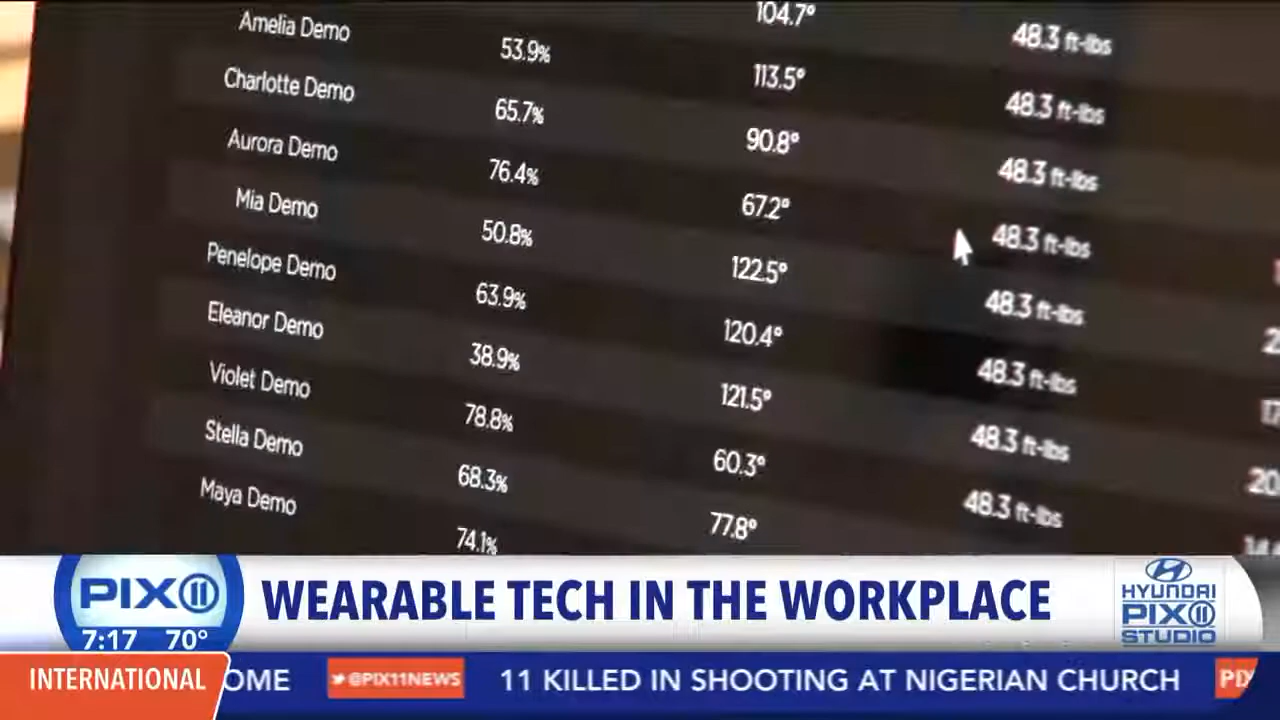 104.7° 48.3 ft-lbs
Amelia Demo 53.9% 113.5° 48.3 ft-lbs
Charlotte Demo 65.7% 90.8° 48.3 ft-lbs
Aurora Demo 76.4% 67.2° 48.3 ft-lbs
Mia Demo 50.8% 122.5° 48.3 ft-lbs
Penelope Demo 63.9% 120.4° 48.3 ft-lbs
Eleanor Demo 38.9% 121.5° 48.3 ft-lbs
Violet Demo 78.8% 60.3° 48.3 ft-lbs
Stella Demo 68.3% 77.8°
Maya Demo 74.1%
PIX11
7:17 70°
WEARABLE TECH IN THE WORKPLACE
HYUNDAI
PIX11
STUDIO
INTERNATIONAL OME @PIX11NEWS 11 KILLED IN SHOOTING AT NIGERIAN CHURCH PIX